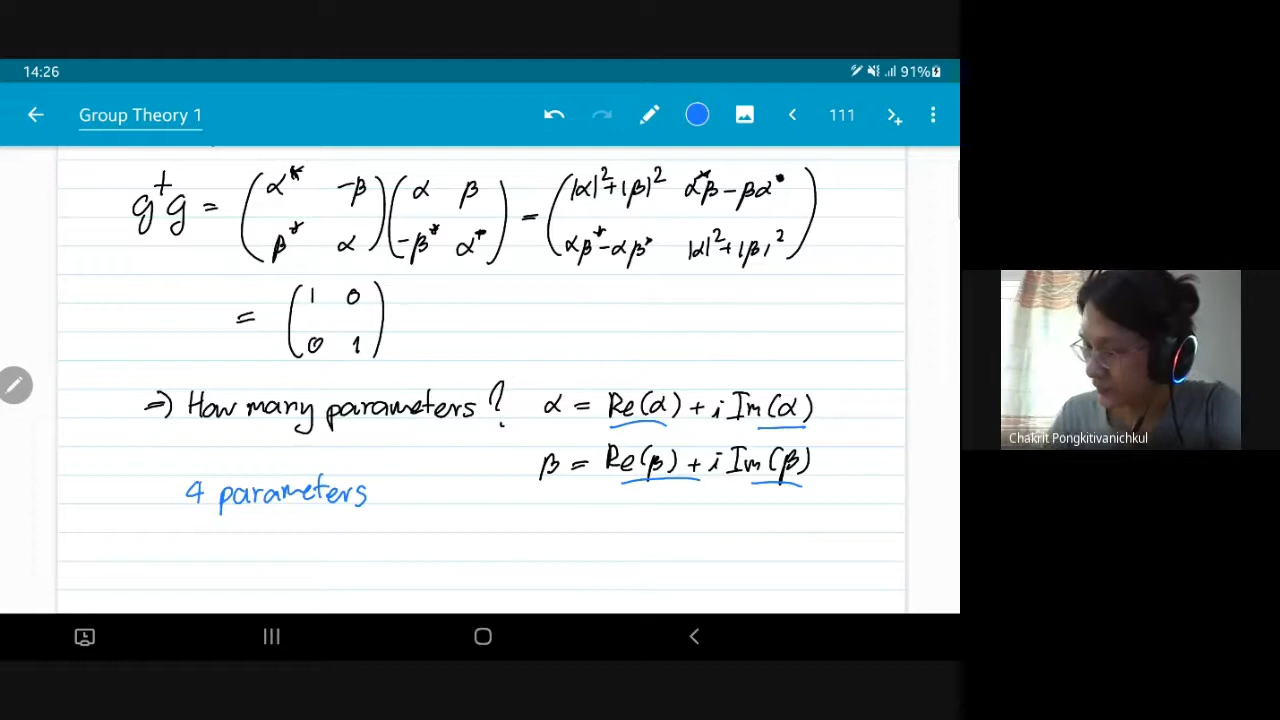 14:26 91%
Group Theory 1 111
g†g = (α* -β; β* α)(α β; -β* α*) = (|α|²+|β|² α*β-βα*; αβ*-αβ* |α|²+|β|²)
= (1 0; 0 1)
⇒ How many parameters? α = Re(α) + i Im(α)
β = Re(β) + i Im(β)
4 parameters
Chakrit Pongkitivanichkul